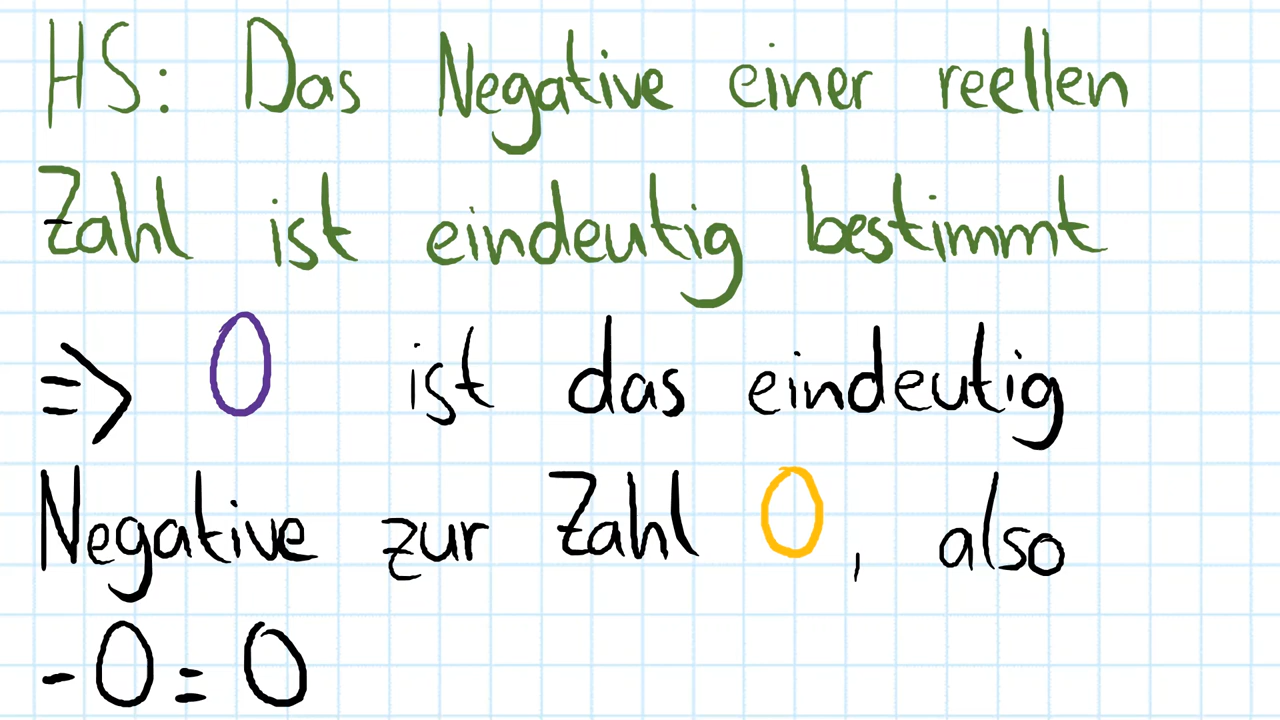 HS: Das Negative einer reellen
Zahl ist eindeutig bestimmt
=> 0 ist das eindeutig
Negative zur Zahl 0, also
-0=0